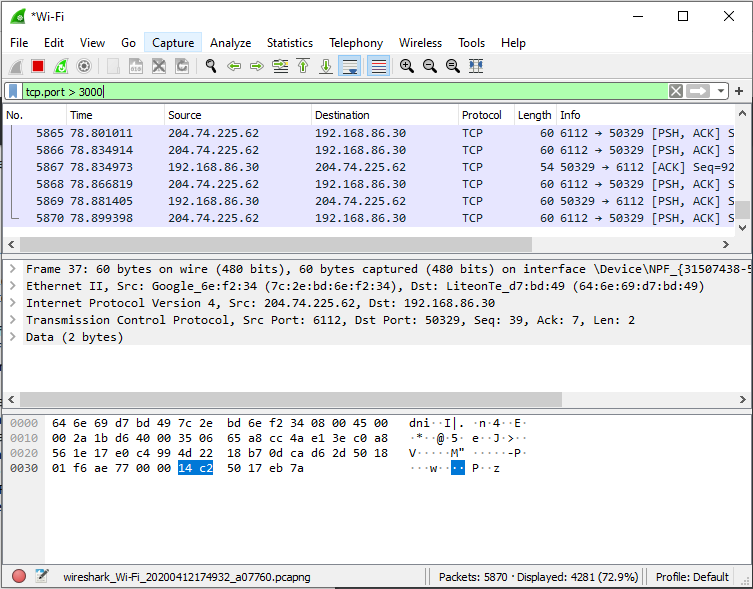 *Wi-Fi
File Edit View Go Capture Analyze Statistics Telephony Wireless Tools Help
tcp.port > 3000
No. Time Source Destination Protocol Length Info
5865 78.801011 204.74.225.62 192.168.86.30 TCP 60 6112 → 50329 [PSH, ACK] S
5866 78.834914 204.74.225.62 192.168.86.30 TCP 60 6112 → 50329 [PSH, ACK] S
5867 78.834973 192.168.86.30 204.74.225.62 TCP 54 50329 → 6112 [ACK] Seq=92
5868 78.866819 204.74.225.62 192.168.86.30 TCP 60 6112 → 50329 [PSH, ACK] S
5869 78.881405 192.168.86.30 204.74.225.62 TCP 60 50329 → 6112 [PSH, ACK] S
5870 78.899398 204.74.225.62 192.168.86.30 TCP 60 6112 → 50329 [PSH, ACK] S
Frame 37: 60 bytes on wire (480 bits), 60 bytes captured (480 bits) on interface \Device\NPF_{31507438-5
Ethernet II, Src: Google_6e:f2:34 (7c:2e:bd:6e:f2:34), Dst: LiteonTe_d7:bd:49 (64:6e:69:d7:bd:49)
Internet Protocol Version 4, Src: 204.74.225.62, Dst: 192.168.86.30
Transmission Control Protocol, Src Port: 6112, Dst Port: 50329, Seq: 39, Ack: 7, Len: 2
Data (2 bytes)
0000 64 6e 69 d7 bd 49 7c 2e bd 6e f2 34 08 00 45 00 dni··I|. ·n·4··E·
0010 00 2a 1b d6 40 00 35 06 65 a8 cc 4a e1 3e c0 a8 ·*··@·5· e··J·>··
0020 56 1e 17 e0 c4 99 4d 22 18 b7 0d ca d6 2d 50 18 V·····M" ·····-P·
0030 01 f6 ae 77 00 00 14 c2 50 17 eb 7a ···w···· P··z
wireshark_Wi-Fi_20200412174932_a07760.pcapng
Packets: 5870 · Displayed: 4281 (72.9%)
Profile: Default